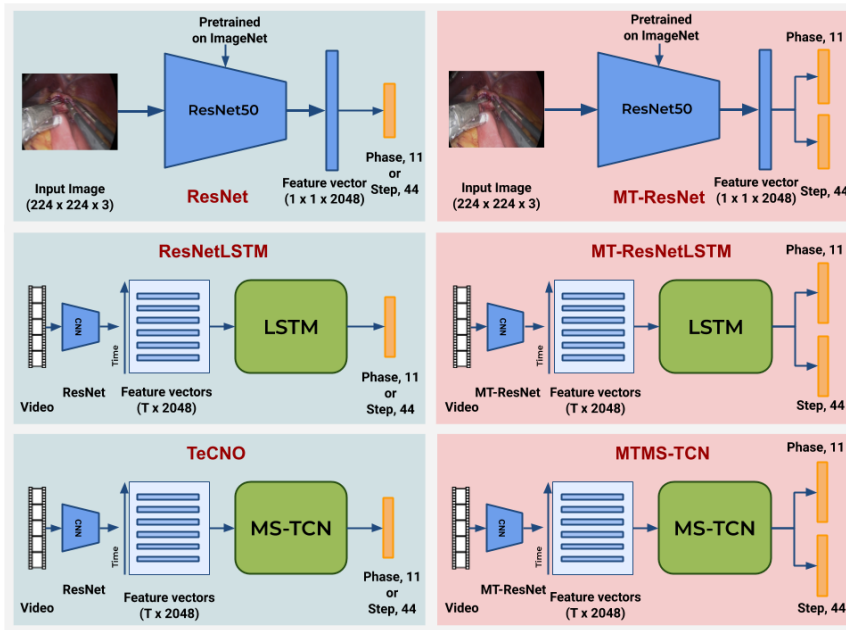 Pretrained
on ImageNet
ResNet50
Input Image
(224 x 224 x 3)
ResNet
Feature vector
(1 x 1 x 2048)
Phase, 11
or
Step, 44
Pretrained
on ImageNet
Phase, 11
ResNet50
Input Image
(224 x 224 x 3)
MT-ResNet
Feature vector
(1 x 1 x 2048)
Step, 44
ResNetLSTM
CNN
Time
LSTM
Video
ResNet
Feature vectors
(T x 2048)
Phase, 11
or
Step, 44
MT-ResNetLSTM
Phase, 11
CNN
Time
LSTM
Video
MT-ResNet
Feature vectors
(T x 2048)
Step, 44
TeCNO
CNN
Time
MS-TCN
Video
ResNet
Feature vectors
(T x 2048)
Phase, 11
or
Step, 44
MTMS-TCN
Phase, 11
CNN
Time
MS-TCN
Video
MT-ResNet
Feature vectors
(T x 2048)
Step, 44